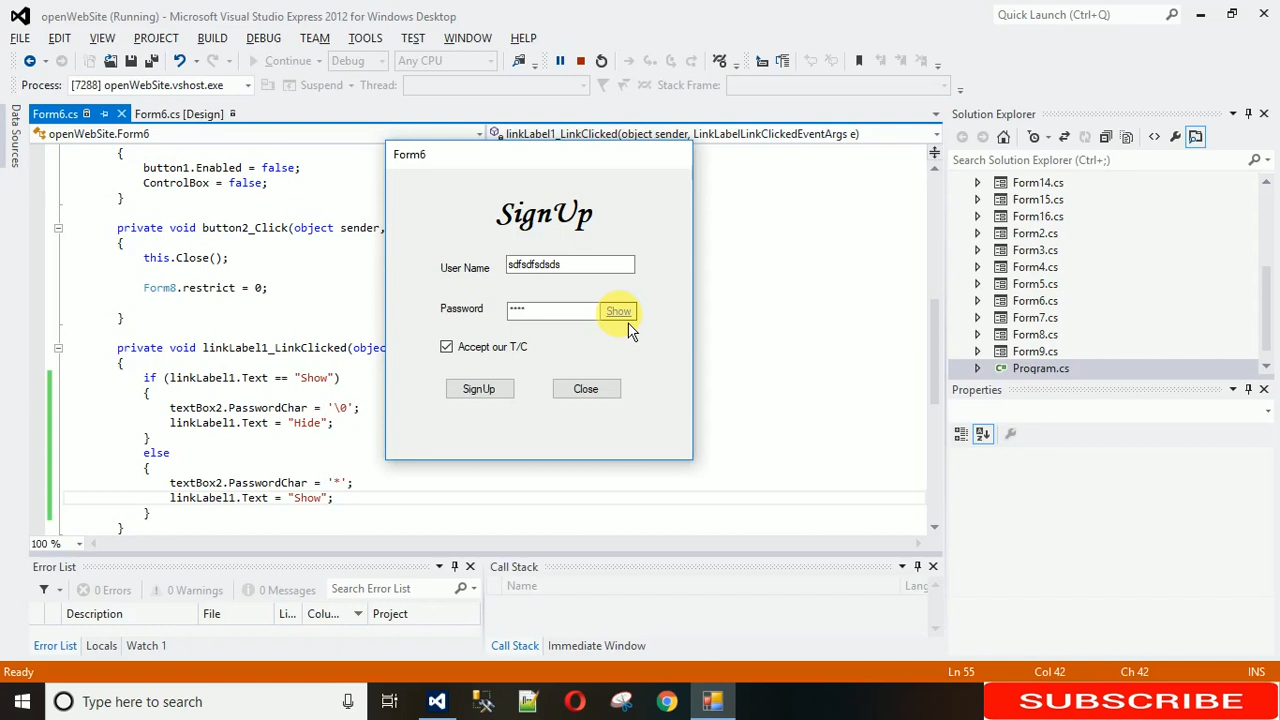 openWebSite (Running) - Microsoft Visual Studio Express 2012 for Windows Desktop
Quick Launch (Ctrl+Q)
FILE EDIT VIEW PROJECT BUILD DEBUG TEAM TOOLS TEST WINDOW HELP
Continue Debug Any CPU
Process: [7288] openWebSite.vshost.exe Suspend Thread: Stack Frame:
Data Sources
Form6.cs Form6.cs [Design]
openWebSite.Form6 linkLabel1_LinkClicked(object sender, LinkLabelLinkClickedEventArgs e)
{
button1.Enabled = false;
ControlBox = false;
}
private void button2_Click(object sender,
{
this.Close();
Form8.restrict = 0;
}
private void linkLabel1_LinkClicked(objec
{
if (linkLabel1.Text == "Show")
{
textBox2.PasswordChar = '\0';
linkLabel1.Text = "Hide";
}
else
{
textBox2.PasswordChar = '*';
linkLabel1.Text = "Show";
}
}
100 %
Form6
SignUp
User Name sdfsdfsdsds
Password **** Show
Accept our T/C
SignUp Close
Solution Explorer
Search Solution Explorer (Ctrl+;)
Form14.cs
Form15.cs
Form16.cs
Form2.cs
Form3.cs
Form4.cs
Form5.cs
Form6.cs
Form7.cs
Form8.cs
Form9.cs
Program.cs
Properties
Error List
0 Errors 0 Warnings 0 Messages Search Error List
Description File Li... Colu... Project
Error List Locals Watch 1
Call Stack
Name Lang
Call Stack Immediate Window
Ready Ln 55 Col 42 Ch 42 INS
Type here to search
SUBSCRIBE